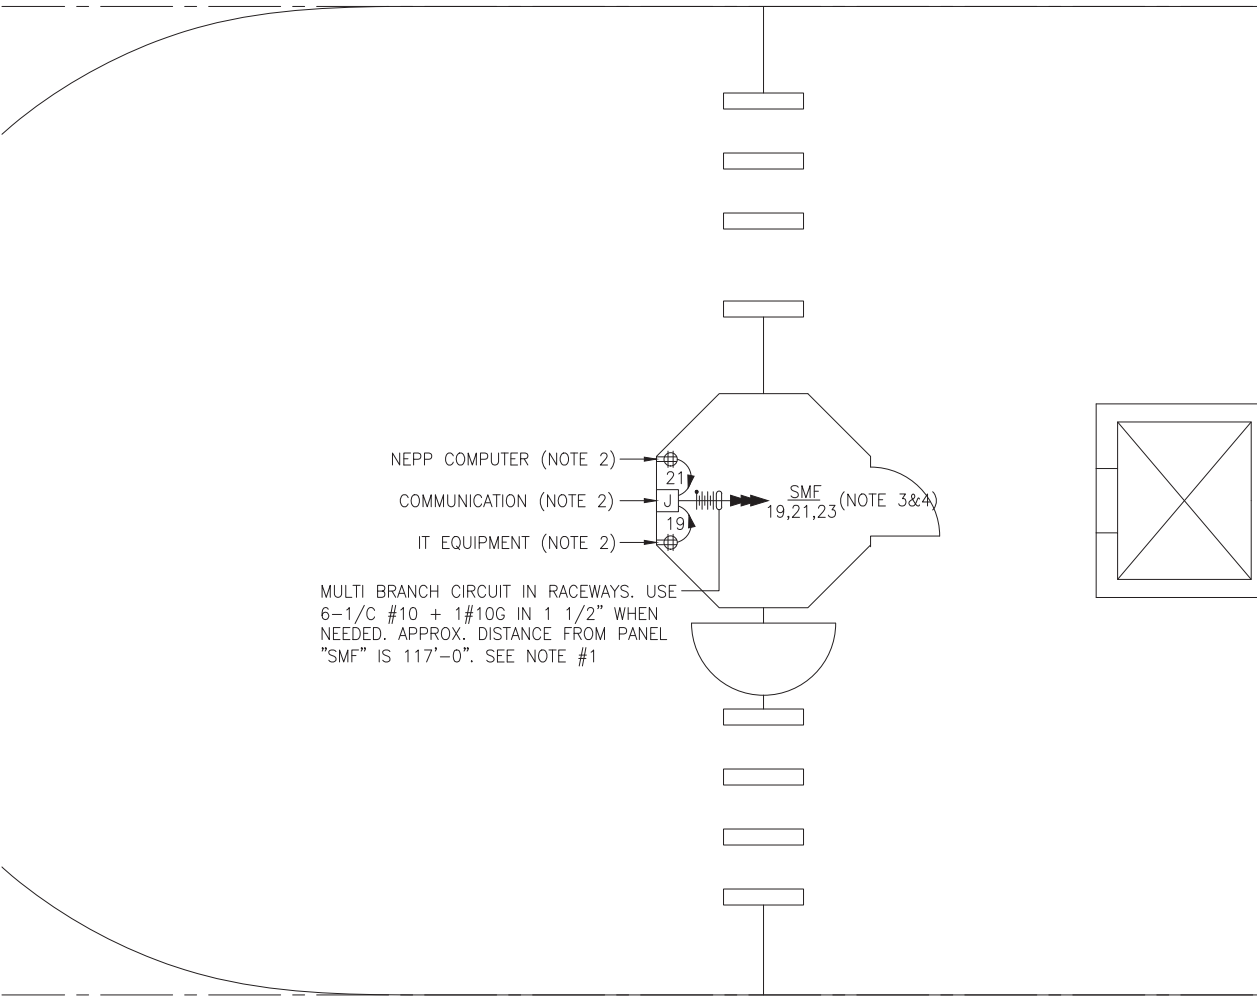 NEPP COMPUTER (NOTE 2)
21
COMMUNICATION (NOTE 2)
J
SMF
19,21,23
(NOTE 3&4)
19
IT EQUIPMENT (NOTE 2)
MULTI BRANCH CIRCUIT IN RACEWAYS. USE
6-1/C #10 + 1#10G IN 1 1/2" WHEN
NEEDED. APPROX. DISTANCE FROM PANEL
"SMF" IS 117'-0". SEE NOTE #1